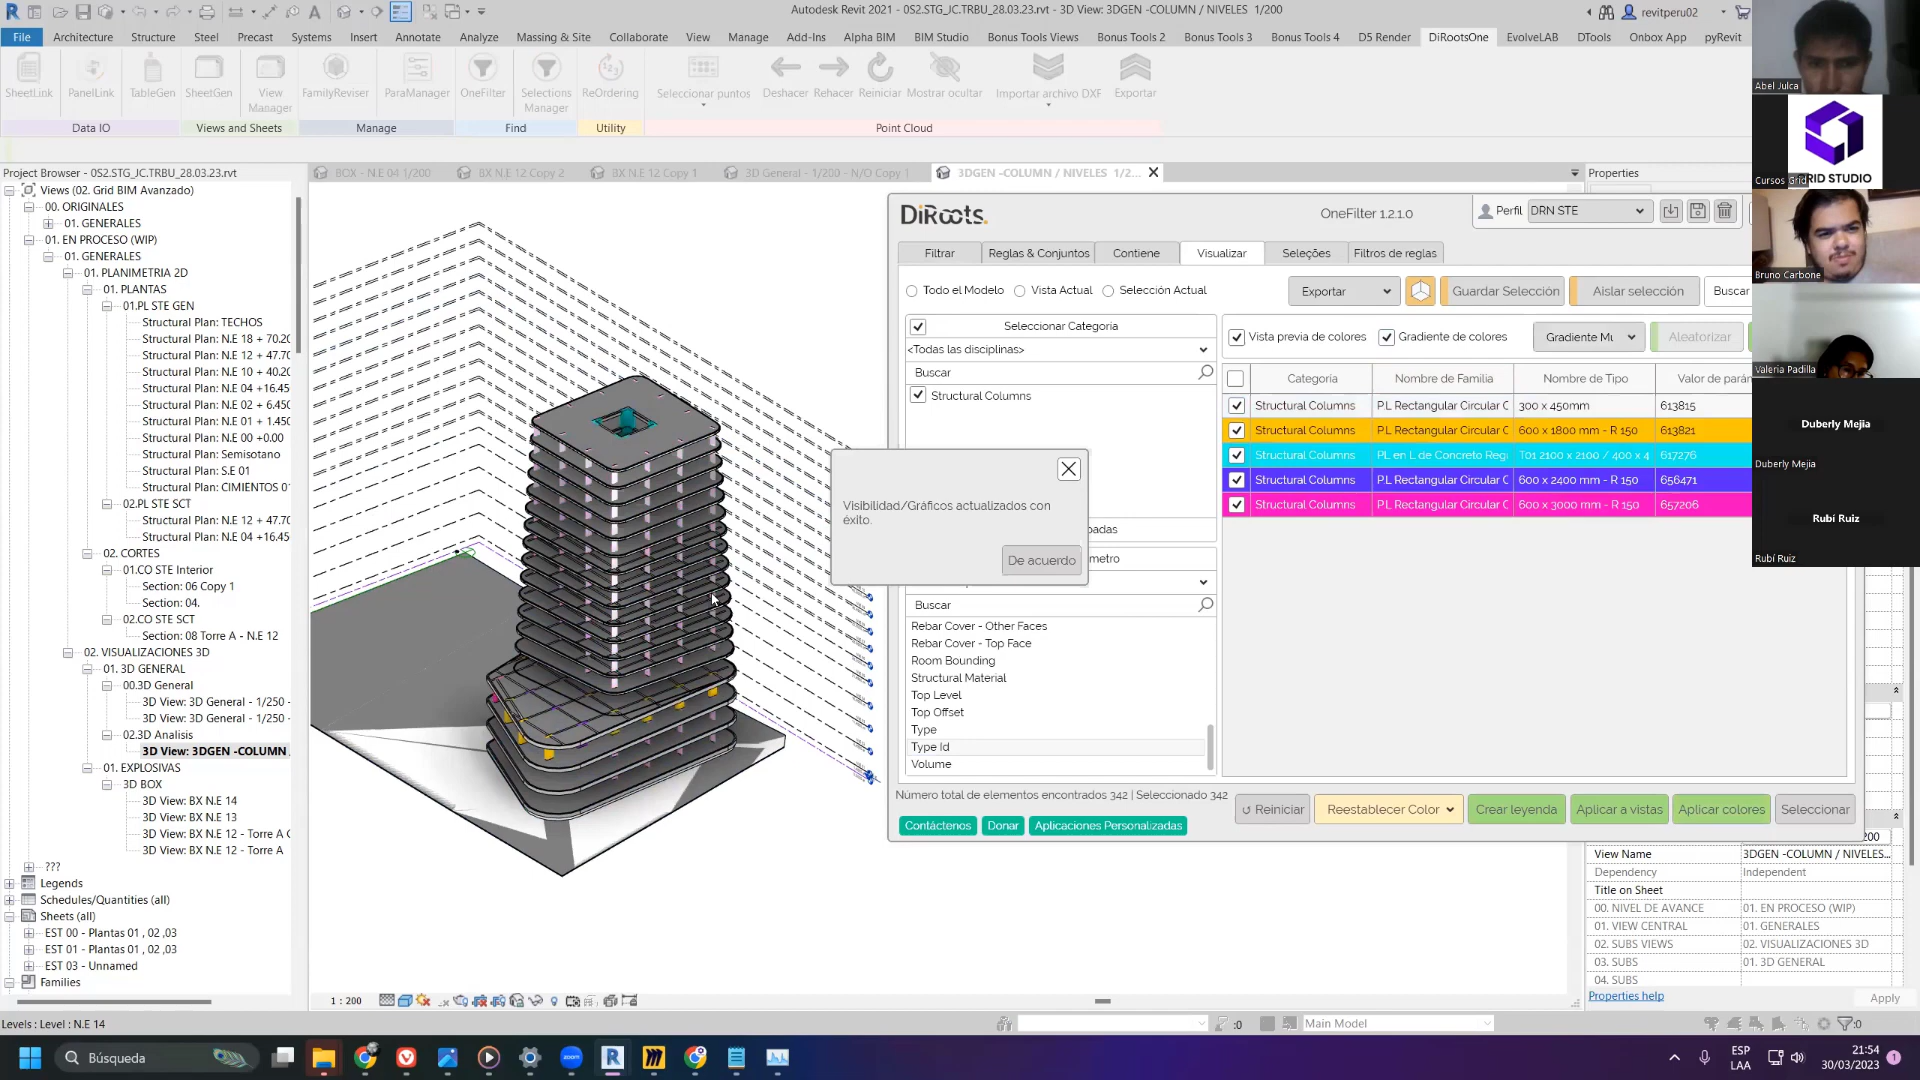 Autodesk Revit 2021 - 0S2.STG_JC.TRBU_28.03.23.rvt - 3D View: 3DGEN -COLUMN / NIVELES 1/200
revitperu02
File Architecture Structure Steel Precast Systems Insert Annotate Analyze Massing & Site Collaborate View Manage Add-Ins Alpha BIM BIM Studio Bonus Tools Views Bonus Tools 2 Bonus Tools 3 Bonus Tools 4 D5 Render DiRootsOne EvolveLAB DTools Onbox App pyRevit
SheetLink PanelLink TableGen SheetGen View Manager FamilyReviser ParaManager OneFilter Selections Manager ReOrdering Seleccionar puntos Deshacer Rehacer Reiniciar Mostrar ocultar Importar archivo DXF Exportar
Data IO Views and Sheets Manage Find Utility Point Cloud
Project Browser - 0S2.STG_JC.TRBU_28.03.23.rvt
Views (02. Grid BIM Avanzado)
00. ORIGINALES
01. GENERALES
01. EN PROCESO (WIP)
01. GENERALES
01. PLANIMETRIA 2D
01. PLANTAS
01.PL STE GEN
Structural Plan: TECHOS
Structural Plan: N.E 18 + 70.20
Structural Plan: N.E 12 + 47.70
Structural Plan: N.E 10 + 40.20
Structural Plan: N.E 04 +16.45
Structural Plan: N.E 02 + 6.450
Structural Plan: N.E 01 + 1.450
Structural Plan: N.E 00 +0.00
Structural Plan: Semisotano
Structural Plan: S.E 01
Structural Plan: CIMIENTOS 01
02.PL STE SCT
Structural Plan: N.E 12 + 47.70
Structural Plan: N.E 04 +16.45
02. CORTES
01.CO STE Interior
Section: 06 Copy 1
Section: 04.
02.CO STE SCT
Section: 08 Torre A - N.E 12
02. VISUALIZACIONES 3D
01. 3D GENERAL
00.3D General
3D View: 3D General - 1/250 -
3D View: 3D General - 1/250 -
02.3D Analisis
3D View: 3DGEN -COLUMN
01. EXPLOSIVAS
3D BOX
3D View: BX N.E 14
3D View: BX N.E 13
3D View: BX N.E 12 - Torre A C
3D View: BX N.E 12 - Torre A
???
Legends
Schedules/Quantities (all)
Sheets (all)
EST 00 - Plantas 01 , 02 ,03
EST 01 - Plantas 01 , 02 ,03
EST 03 - Unnamed
Families
BOX - N.E 04 1/200 BX N.E 12 Copy 2 BX N.E 12 Copy 1 3D General - 1/200 - N/O Copy 1 3DGEN -COLUMN / NIVELES 1/2...
Properties
DiRoots.
OneFilter 1.2.1.0
Perfil DRN STE
Filtrar Reglas & Conjuntos Contiene Visualizar Seleções Filtros de reglas
Todo el Modelo Vista Actual Selección Actual
Exportar Guardar Selección Aislar selección Buscar
Seleccionar Categoria
<Todas las disciplinas>
Buscar
Structural Columns
Vista previa de colores Gradiente de colores Gradiente Mu Aleatorizar
Categoría Nombre de Familia Nombre de Tipo Valor de parán
Structural Columns P.L Rectangular Circular C 300 x 450mm 613815
Structural Columns P.L Rectangular Circular C 600 x 1800 mm - R 150 613821
Structural Columns PL en L de Concreto Reg T01 2100 x 2100 / 400 x 4 617276
Structural Columns P.L Rectangular Circular C 600 x 2400 mm - R 150 656471
Structural Columns P.L Rectangular Circular C 600 x 3000 mm - R 150 657206
Visibilidad/Gráficos actualizados con
éxito.
De acuerdo
padas
metro
Buscar
Rebar Cover - Other Faces
Rebar Cover - Top Face
Room Bounding
Structural Material
Top Level
Top Offset
Type
Type Id
Volume
Número total de elementos encontrados 342 | Seleccionado 342
Reiniciar Reestablecer Color Crear leyenda Aplicar a vistas Aplicar colores Seleccionar
Contáctenos Donar Aplicaciones Personalizadas
200
View Name 3DGEN -COLUMN / NIVELES...
Dependency Independent
Title on Sheet
00. NIVEL DE AVANCE 01. EN PROCESO (WIP)
01. VIEW CENTRAL 01. GENERALES
02. SUBS VIEWS 02. VISUALIZACIONES 3D
03. SUBS 01. 3D GENERAL
04. SUBS
Properties help Apply
1 : 200
Levels : Level : N.E 14
:0 Main Model :0
Búsqueda
ESP
LAA
21:54
30/03/2023
1
Abel Julca
GRID STUDIO
Cursos Grid
Bruno Carbone
Valeria Padilla
Duberly Mejia
Duberly Mejia
Rubí Ruiz
Rubí Ruiz